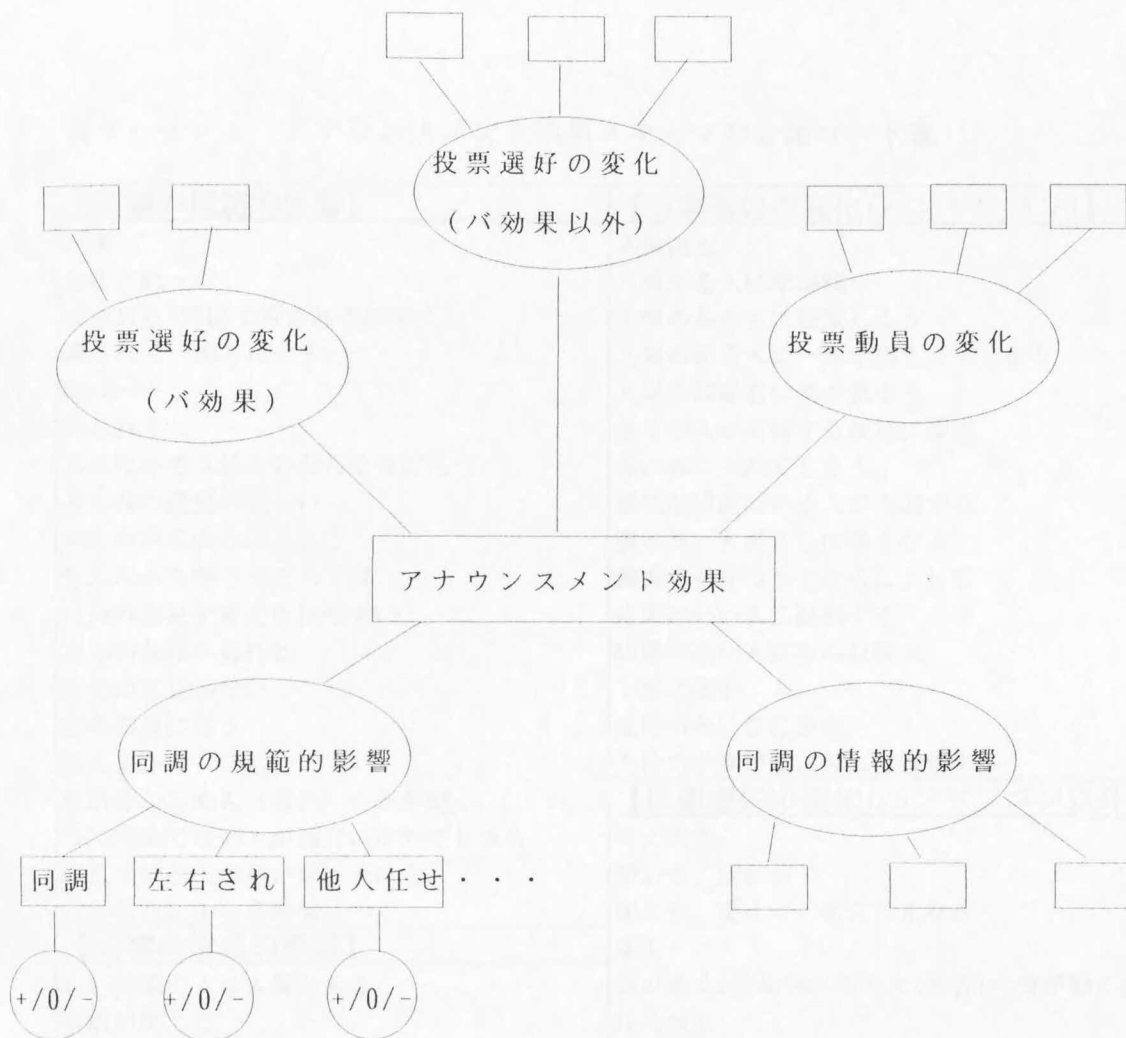 投票選好の変化
(バ効果以外)
投票選好の変化
(バ効果)
投票動員の変化
アナウンスメント効果
同調の規範的影響
同調の情報的影響
同調
左右され
他人任せ・・・
+/0/-
+/0/-
+/0/-